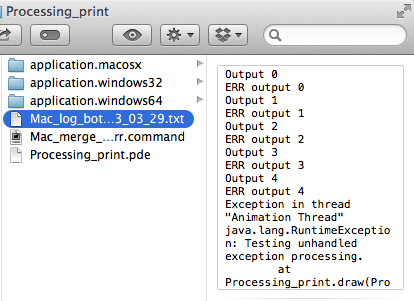 Processing_print
application.macosx
application.windows32
application.windows64
Mac_log_bot...3_03_29.txt
Mac_merge_...rr.command
Processing_print.pde
Output 0
ERR output 0
Output 1
ERR output 1
Output 2
ERR output 2
Output 3
ERR output 3
Output 4
ERR output 4
Exception in thread
"Animation Thread"
java.lang.RuntimeExceptio
n: Testing unhandled
exception processing.
at
Processing_print.draw(Pro